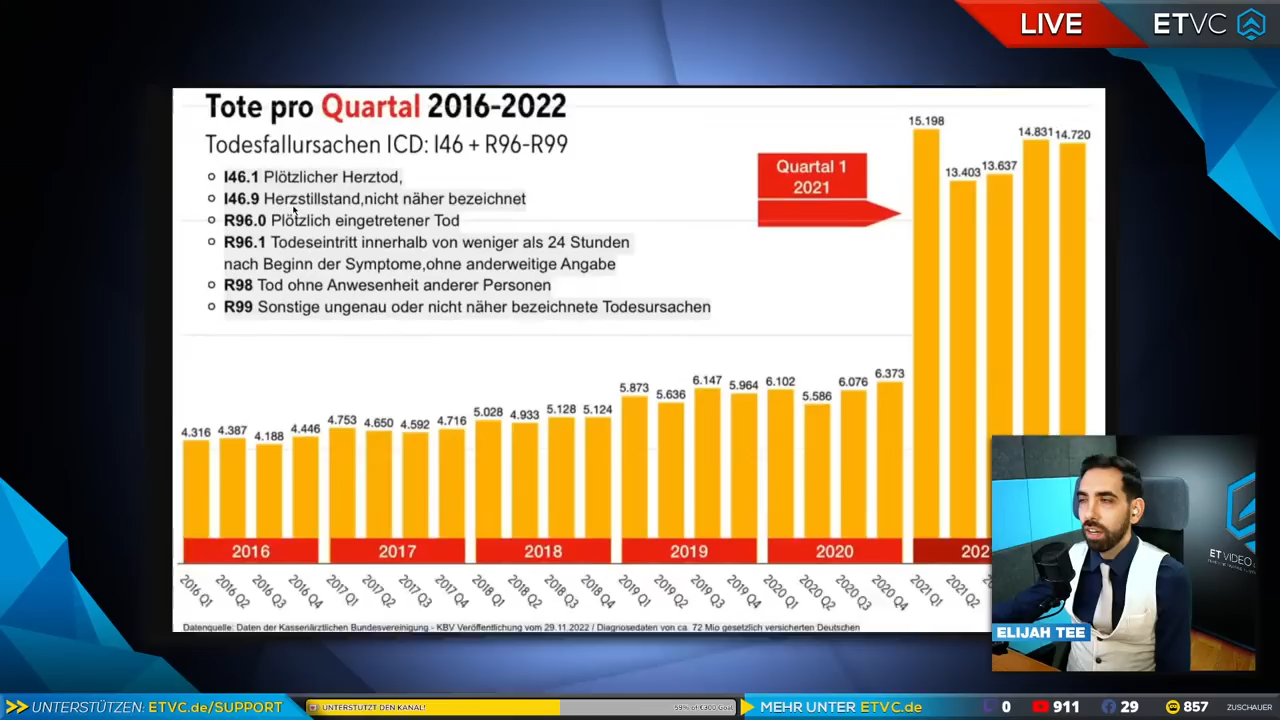 LIVE
ETVC
Tote pro Quartal 2016-2022
Todesfallursachen ICD: I46 + R96-R99
I46.1 Plötzlicher Herztod,
I46.9 Herzstillstand,nicht näher bezeichnet
R96.0 Plötzlich eingetretener Tod
R96.1 Todeseintritt innerhalb von weniger als 24 Stunden
nach Beginn der Symptome,ohne anderweitige Angabe
R98 Tod ohne Anwesenheit anderer Personen
R99 Sonstige ungenau oder nicht näher bezeichnete Todesursachen
Quartal 1
2021
15.198
13.403
13.637
14.831
14.720
4.316
4.387
4.188
4.446
4.753
4.650
4.592
4.716
5.028
4.933
5.128
5.124
5.873
5.636
6.147
5.964
6.102
5.586
6.076
6.373
2016
2017
2018
2019
2020
202
2016 Q1
2016 Q2
2016 Q3
2016 Q4
2017 Q1
2017 Q2
2017 Q3
2017 Q4
2018 Q1
2018 Q2
2018 Q3
2018 Q4
2019 Q1
2019 Q2
2019 Q3
2019 Q4
2020 Q1
2020 Q2
2020 Q3
2020 Q4
2021 Q1
2021 Q2
Datenquelle: Daten der Kassenärztlichen Bundesvereinigung - KBV Veröffentlichung vom 29.11.2022 / Diagnosedaten von ca. 72 Mio gesetzlich versicherten Deutschen
ET VIDEO
ELIJAH TEE
UNTERSTÜTZEN: ETVC.de/SUPPORT
UNTERSTÜTZT DEN KANAL!
59% of €300 Goal
MEHR UNTER ETVC.de
0
911
29
857
ZUSCHAUER